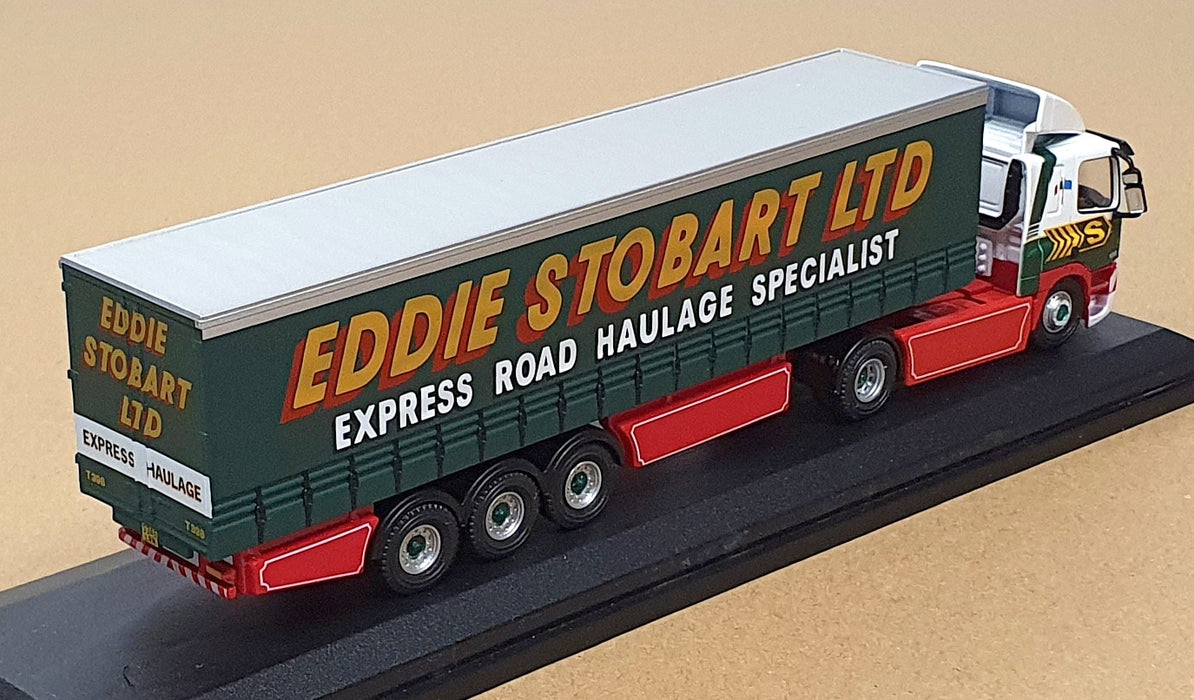 EDDIE STOBART LTD
EXPRESS ROAD HAULAGE SPECIALIST
EDDIE
STOBART
LTD
EXPRESS HAULAGE
S